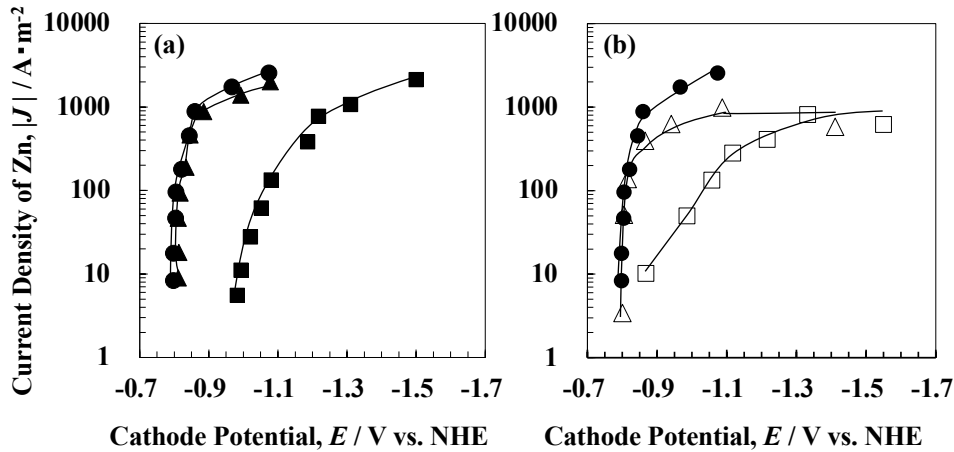 10000
1000
100
10
1
Current Density of Zn, |J| / A・m⁻²
(a)
-0.7 -0.9 -1.1 -1.3 -1.5 -1.7
Cathode Potential, E / V vs. NHE
10000
1000
100
10
1
(b)
-0.7 -0.9 -1.1 -1.3 -1.5 -1.7
Cathode Potential, E / V vs. NHE